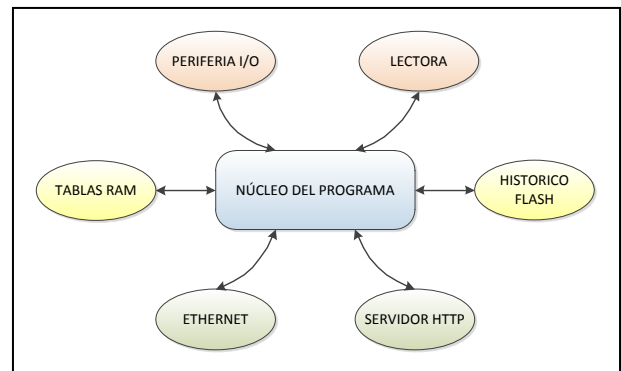 PERIFERIA I/O
LECTORA
TABLAS RAM
NÚCLEO DEL PROGRAMA
HISTORICO
FLASH
ETHERNET
SERVIDOR HTTP